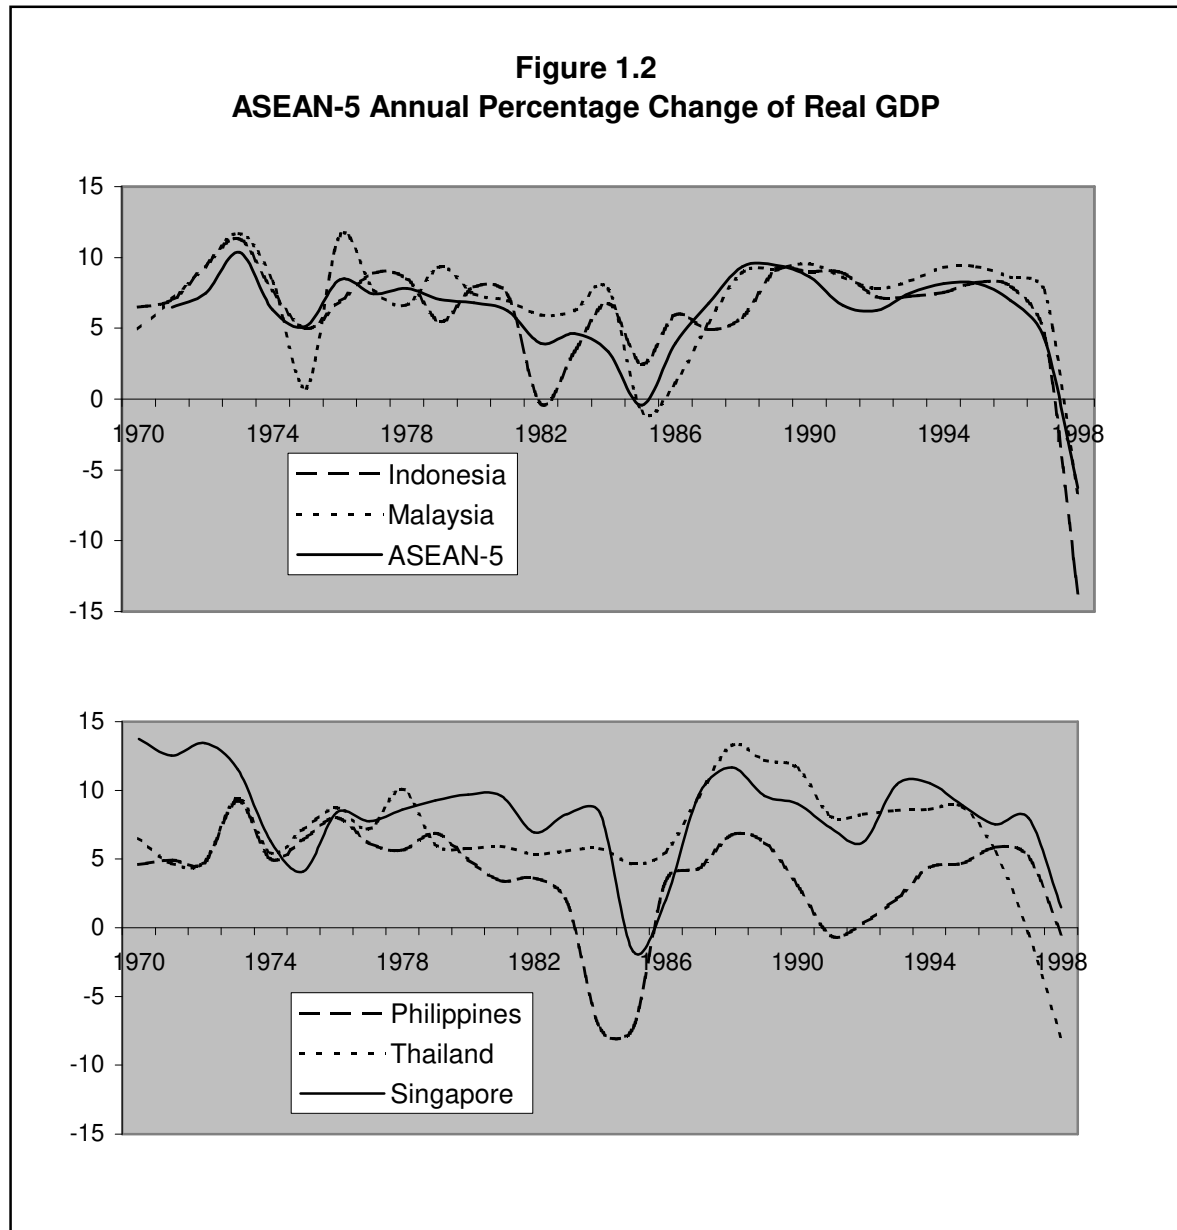 Figure 1.2
ASEAN-5 Annual Percentage Change of Real GDP
15
10
5
0
1970 1974 1978 1982 1986 1990 1994 1998
-5
-10
-15
Indonesia
Malaysia
ASEAN-5
15
10
5
0
1970 1974 1978 1982 1986 1990 1994 1998
-5
-10
-15
Philippines
Thailand
Singapore